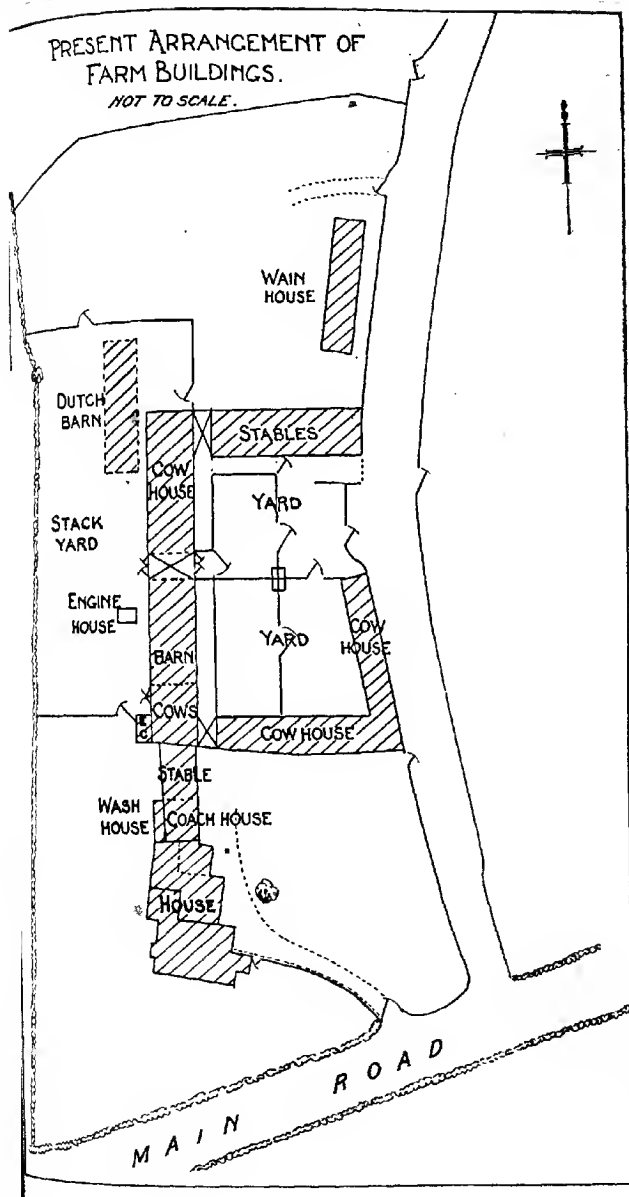 PRESENT ARRANGEMENT OF
FARM BUILDINGS.
NOT TO SCALE.
WAIN
HOUSE
DUTCH
BARN
STABLES
COW
HOUSE
YARD
STACK
YARD
ENGINE
HOUSE
YARD
COW
HOUSE
BARN
COWS
E
C
COW HOUSE
STABLE
WASH
HOUSE
COACH HOUSE
HOUSE
MAIN ROAD